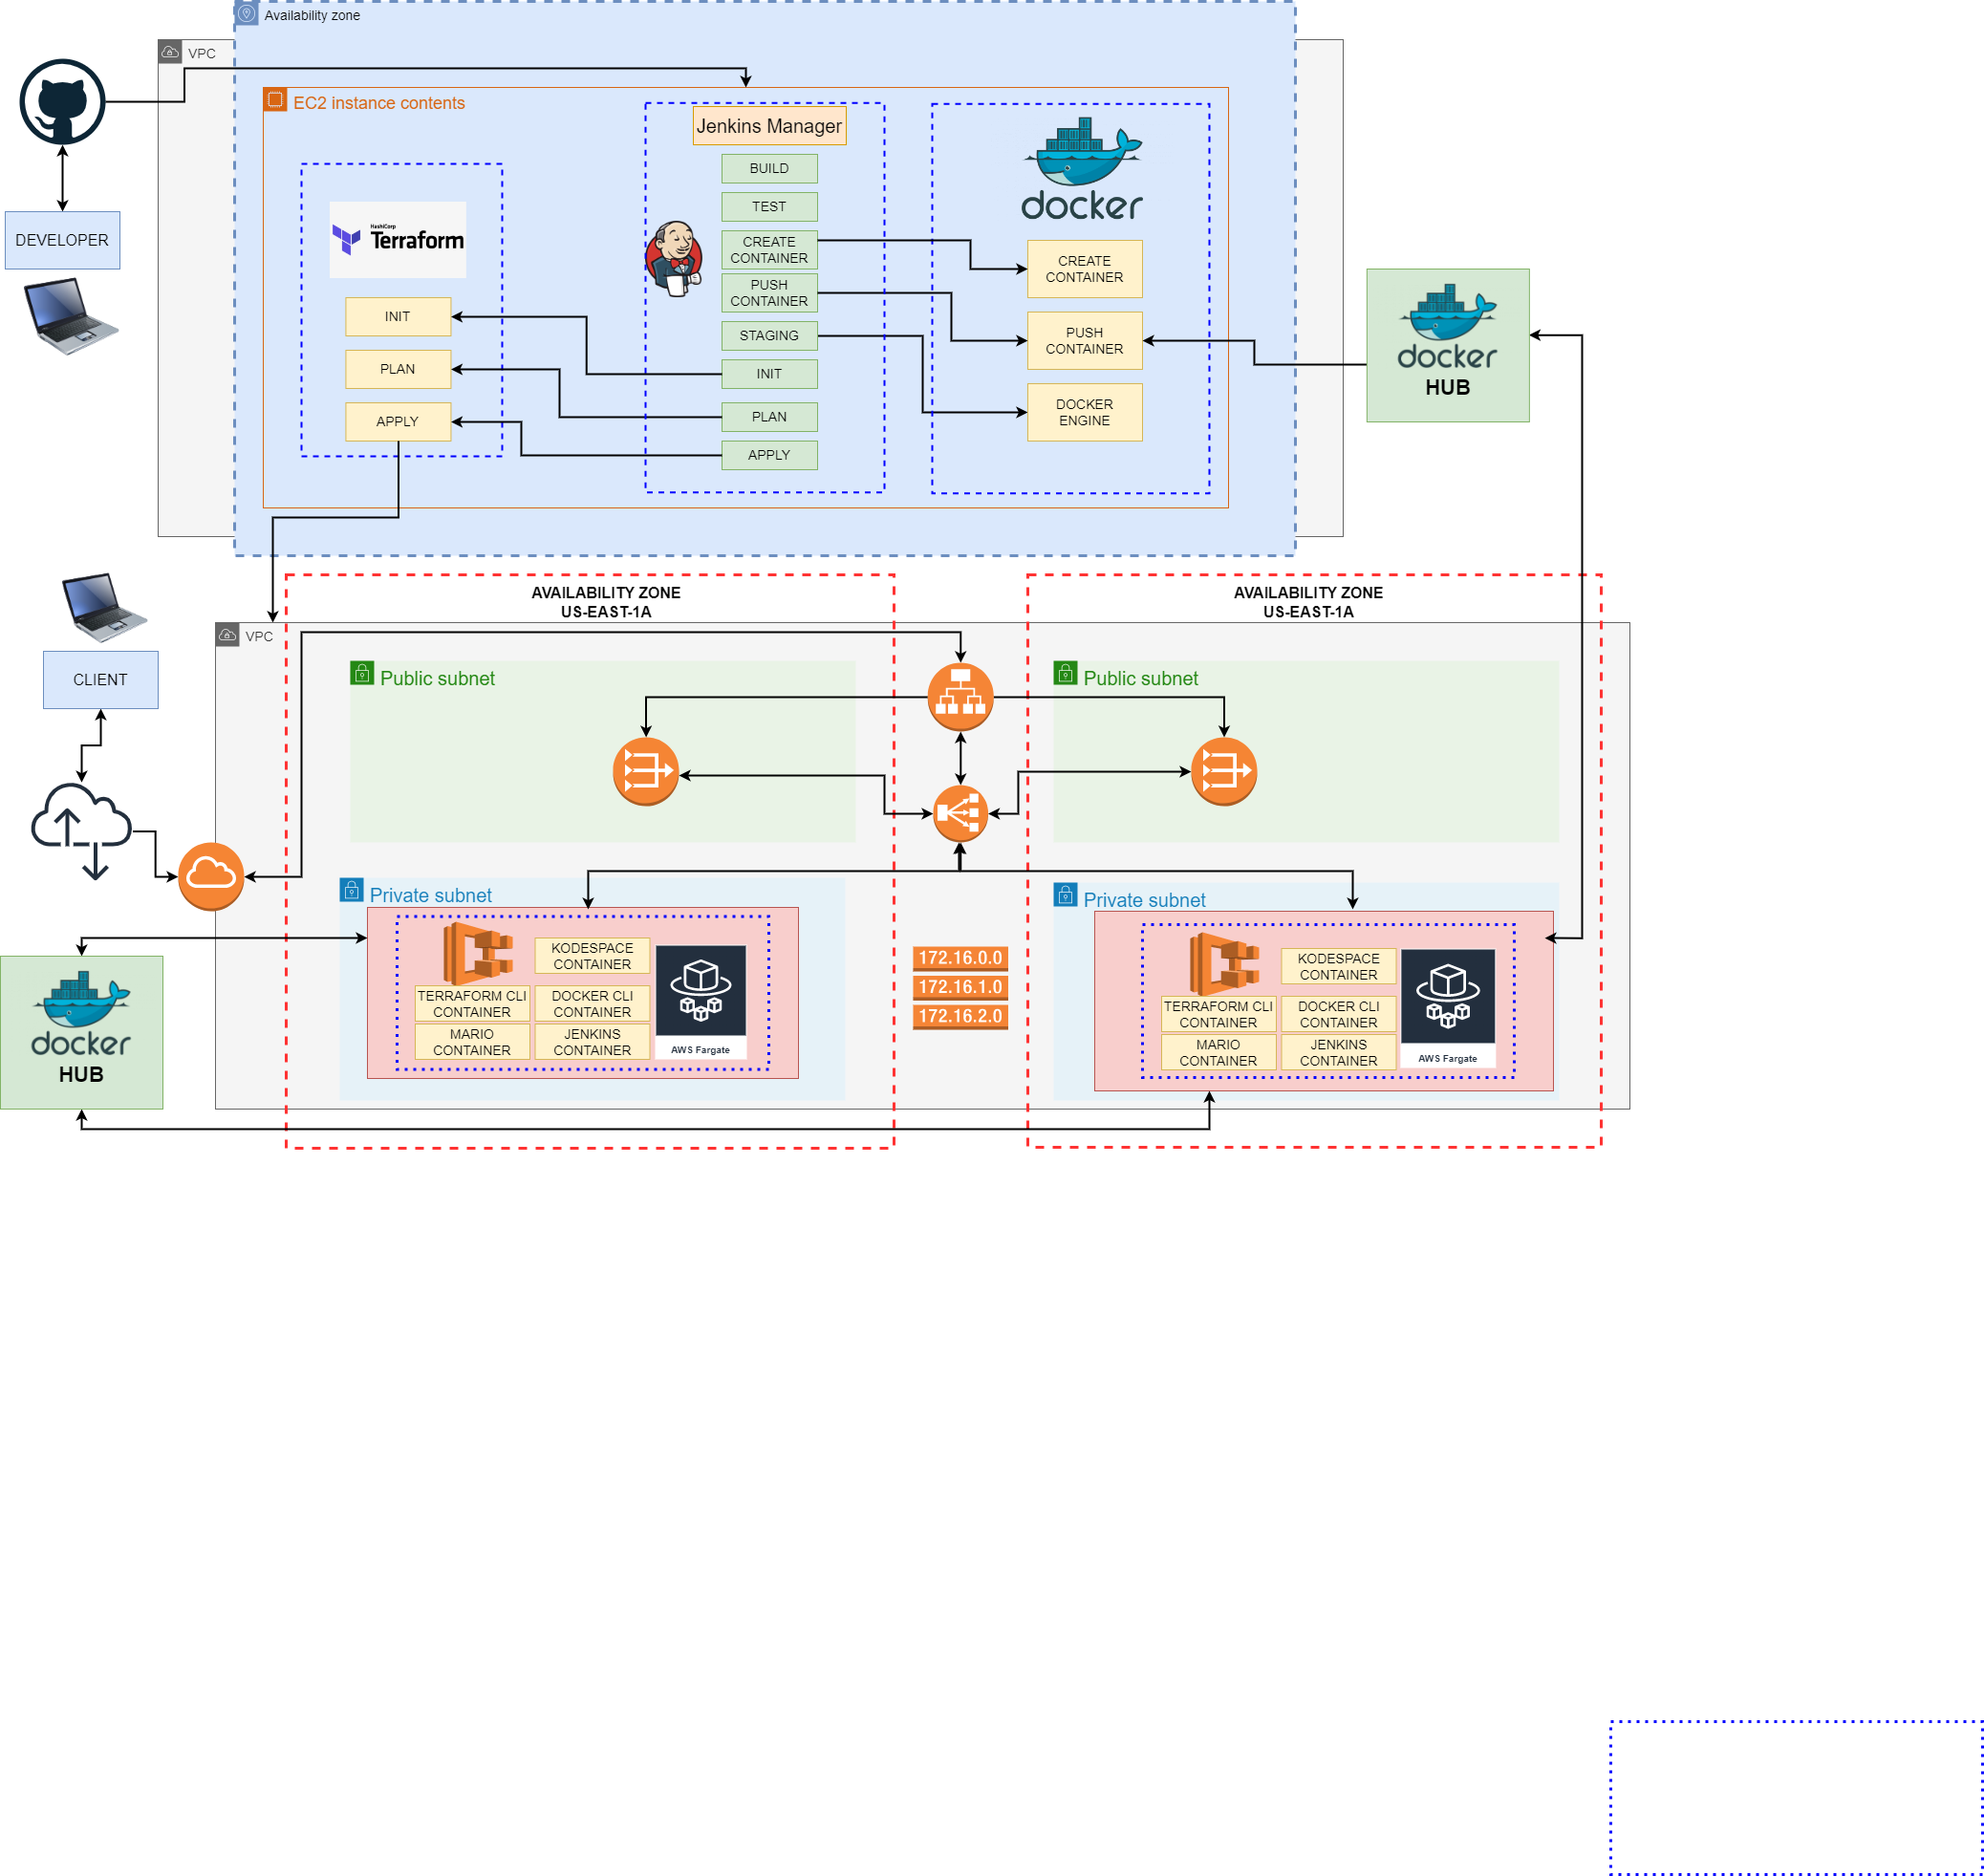 Availability zone
VPC
EC2 instance contents
Jenkins Manager
BUILD
TEST
CREATE
CONTAINER
PUSH
CONTAINER
STAGING
INIT
PLAN
APPLY
HashiCorp
Terraform
INIT
PLAN
APPLY
docker
CREATE
CONTAINER
PUSH
CONTAINER
DOCKER
ENGINE
docker
HUB
DEVELOPER
CLIENT
AVAILABILITY ZONE
US-EAST-1A
AVAILABILITY ZONE
US-EAST-1A
VPC
Public subnet
Public subnet
Private subnet
KODESPACE
CONTAINER
TERRAFORM CLI
CONTAINER
DOCKER CLI
CONTAINER
MARIO
CONTAINER
JENKINS
CONTAINER
AWS Fargate
172.16.0.0
172.16.1.0
172.16.2.0
Private subnet
KODESPACE
CONTAINER
TERRAFORM CLI
CONTAINER
DOCKER CLI
CONTAINER
MARIO
CONTAINER
JENKINS
CONTAINER
AWS Fargate
docker
HUB